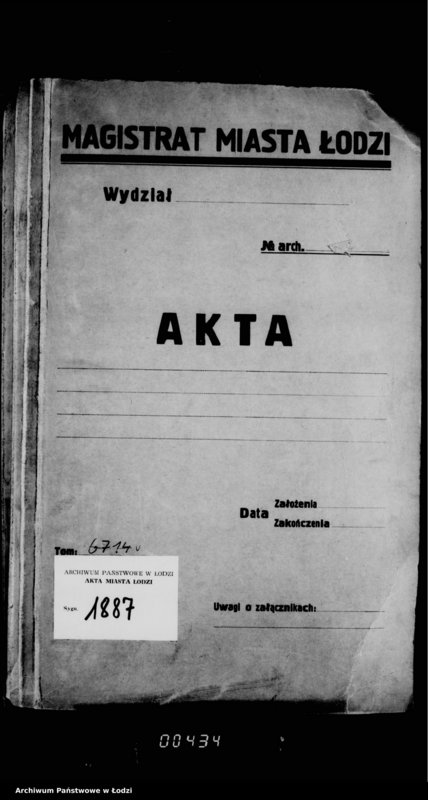 MAGISTRAT MIASTA ŁODZI
Wydział
№ arch.
AKTA
Data Założenia
Zakończenia
Tom: 6714
ARCHIWUM PAŃSTWOWE W ŁODZI
AKTA MIASTA ŁODZI
Sygn. 1887
Uwagi o załącznikach:
00434
Archiwum Państwowe w Łodzi